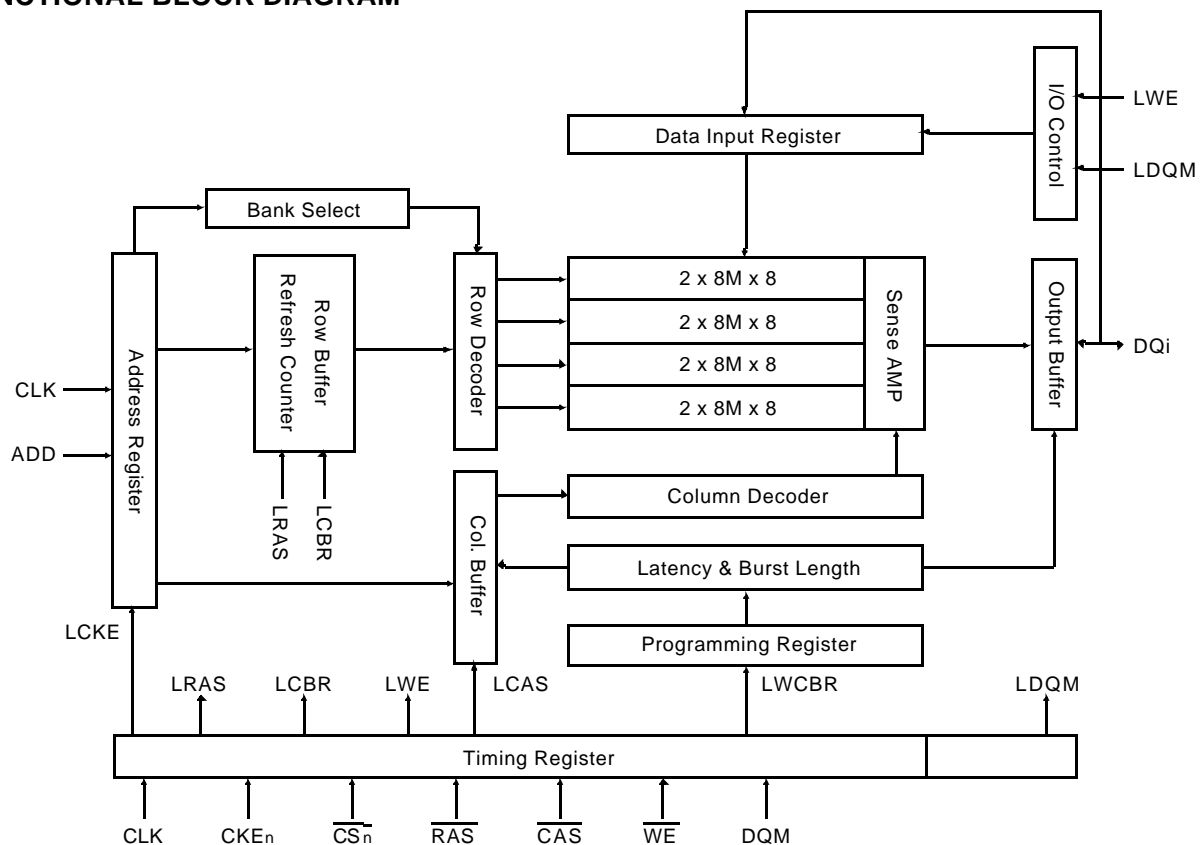 NCTIONAL BLOCK DIAGRAM
I/O Control
LWE
Data Input Register
LDQM
Bank Select
Address Register
Refresh Counter
Row Buffer
Row Decoder
2 x 8M x 8
2 x 8M x 8
2 x 8M x 8
2 x 8M x 8
Sense AMP
Output Buffer
DQi
CLK
ADD
LRAS
LCBR
Col. Buffer
Column Decoder
Latency & Burst Length
Programming Register
LCKE
LRAS
LCBR
LWE
LCAS
LWCBR
LDQM
Timing Register
CLK
CKEn
CSn
RAS
CAS
WE
DQM